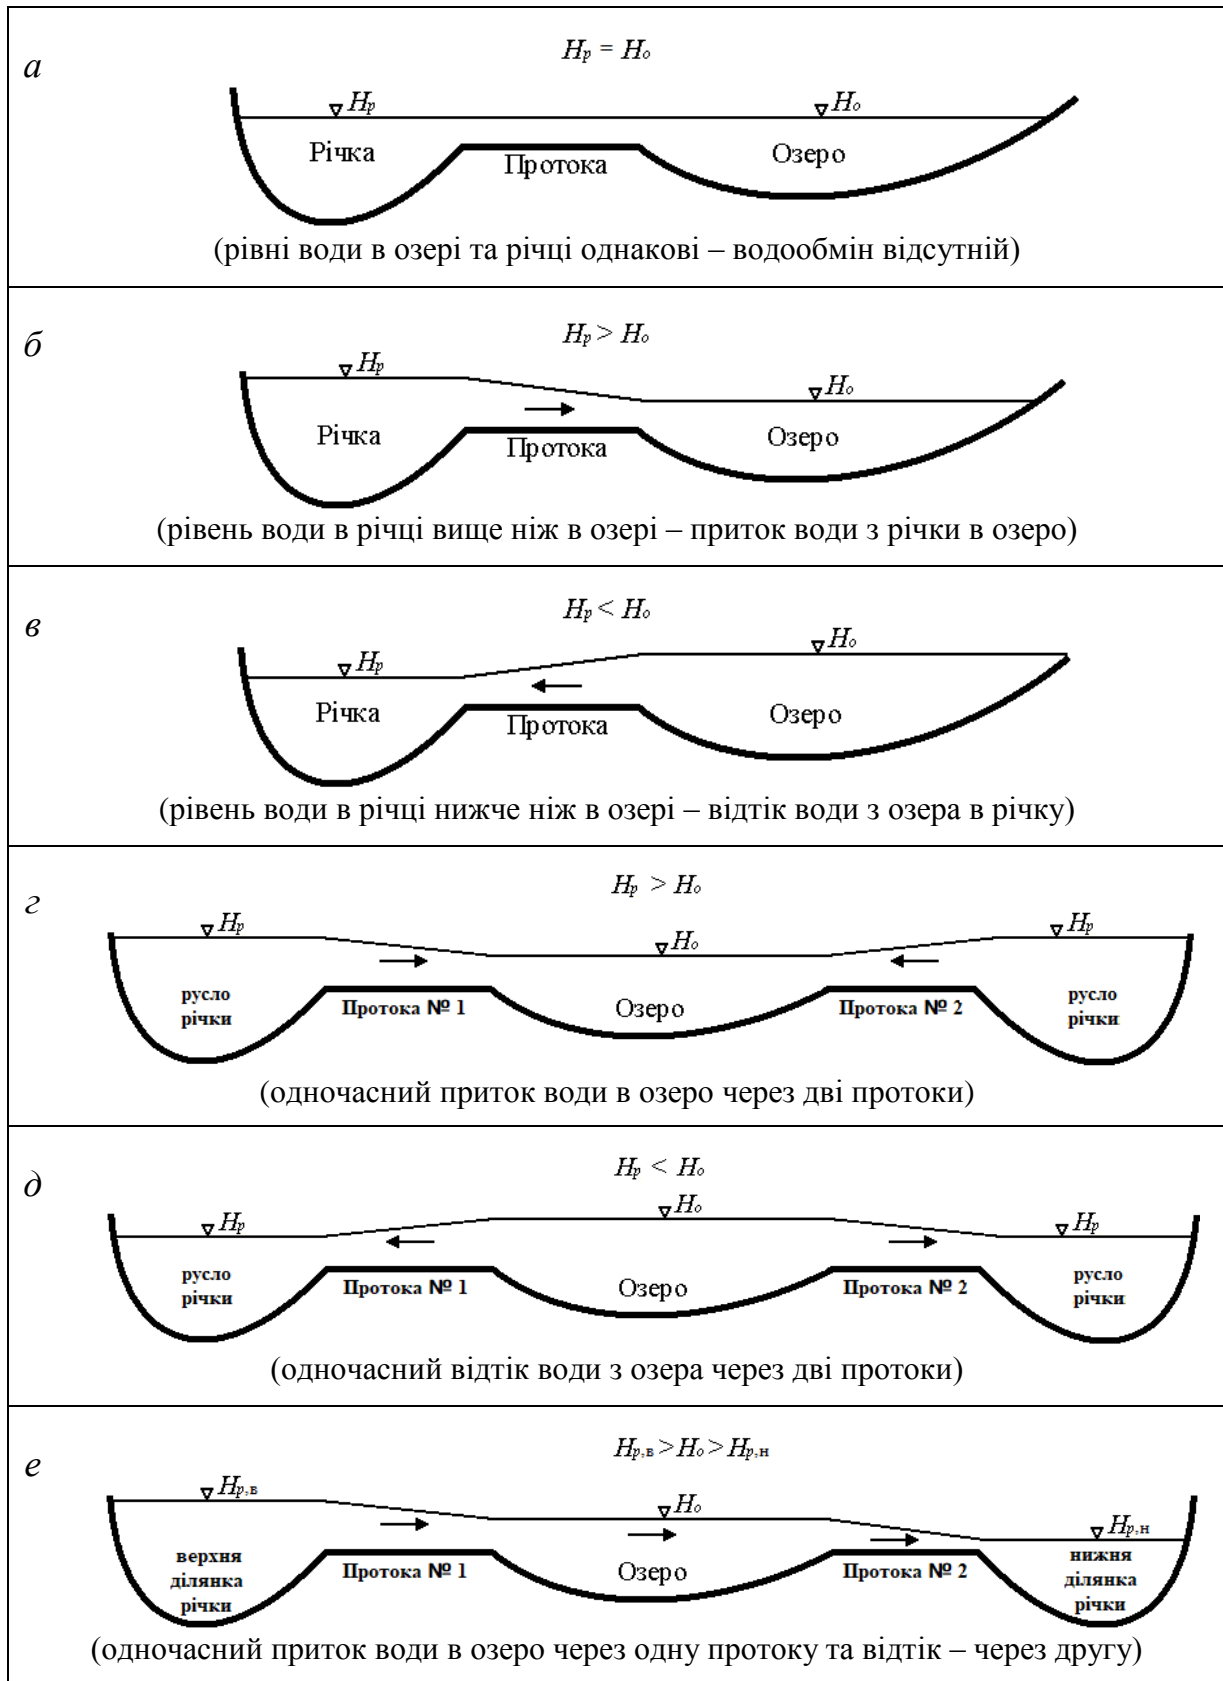 а
Hр = Hо
Hр
Hо
Річка
Протока
Озеро
(рівні води в озері та річці однакові – водообмін відсутній)
б
Hр > Hо
Hр
Hо
Річка
Протока
Озеро
(рівень води в річці вище ніж в озері – приток води з річки в озеро)
в
Hр < Hо
Hр
Hо
Річка
Протока
Озеро
(рівень води в річці нижче ніж в озері – відтік води з озера в річку)
г
Hр > Hо
Hр
Hо
Hр
русло
річки
Протока № 1
Озеро
Протока № 2
русло
річки
(одночасний приток води в озеро через дві протоки)
д
Hр < Hо
Hр
Hо
Hр
русло
річки
Протока № 1
Озеро
Протока № 2
русло
річки
(одночасний відтік води з озера через дві протоки)
е
Hр,в > Hо > Hр,н
Hр,в
Hо
Hр,н
верхня
ділянка
річки
Протока № 1
Озеро
Протока № 2
нижня
ділянка
річки
(одночасний приток води в озеро через одну протоку та відтік – через другу)